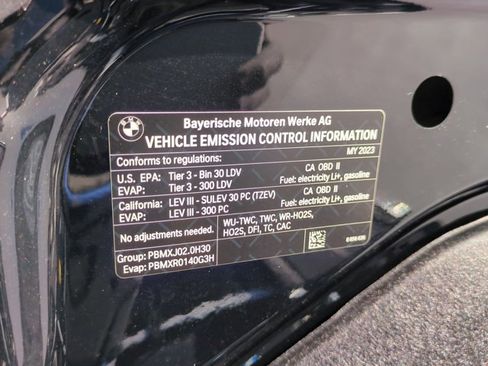 BMW
Bayerische Motoren Werke AG
VEHICLE EMISSION CONTROL INFORMATION
Conforms to regulations: MY 2023
U.S. EPA: Tier 3 - Bin 30 LDV CA OBD II
EVAP: Tier 3 - 300 LDV Fuel: electricity Li+, gasoline
California: LEV III - SULEV 30 PC (TZEV) CA OBD II
EVAP: LEV III - 300 PC Fuel: electricity Li+, gasoline
No adjustments needed. WU-TWC, TWC, WR-HO2S,
HO2S, DFI, TC, CAC
Group: PBMXJ02.0H30
Evap: PBMXR0140G3H